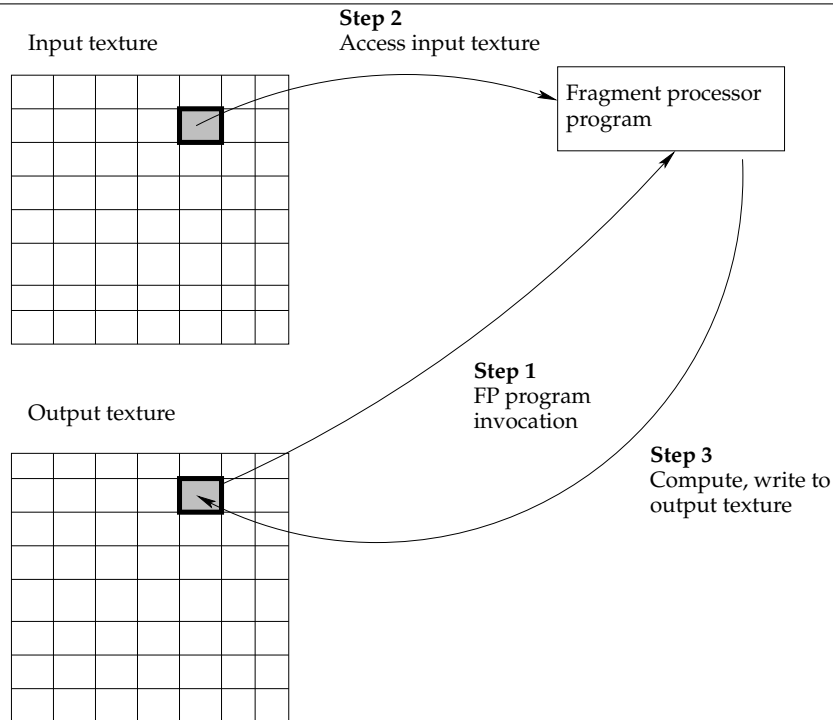 Step 2
Input texture
Access input texture
Fragment processor
program
Step 1
FP program
invocation
Output texture
Step 3
Compute, write to
output texture